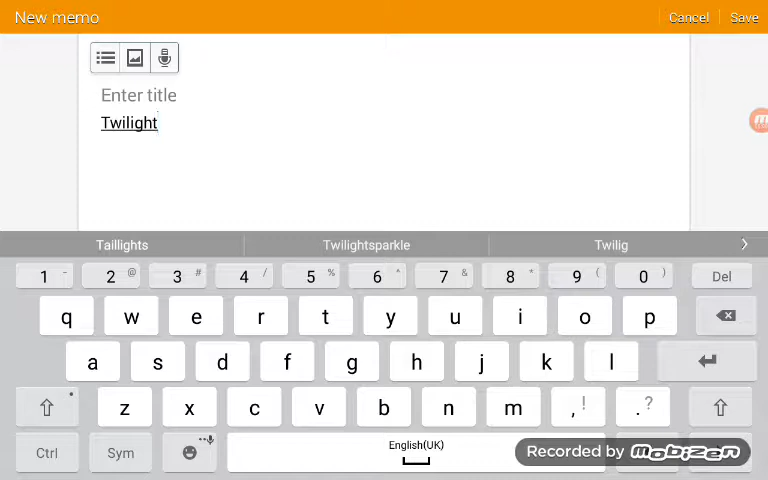 New memo
Cancel
Save
Enter title
Twilight
Taillights
Twilightsparkle
Twilig
1 -
2 @
3 #
4 /
5 %
6 ^
7 &
8 *
9 (
0 )
Del
q w e r t y u i o p
a s d f g h j k l
z x c v b n m , ! . ?
Ctrl
Sym
English(UK)
Recorded by mobizen